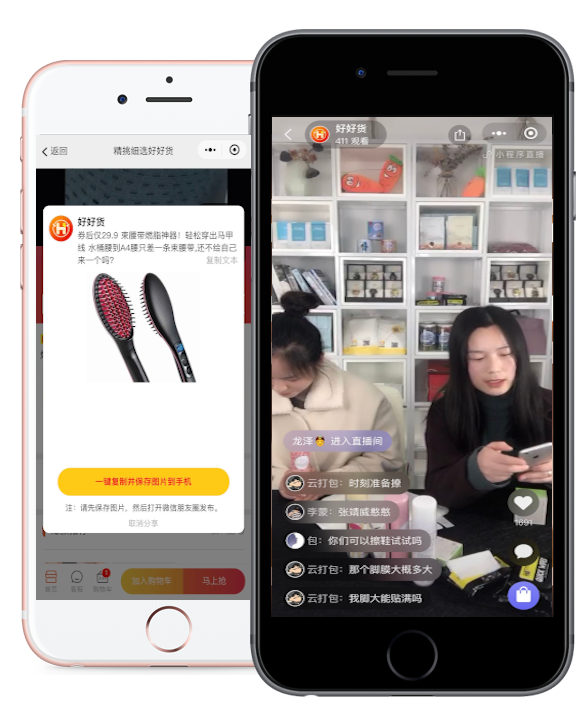 返回
精挑细选好好货
好好货
券后仅29.9 束腰带燃脂神器！轻松穿出马甲
线 水桶腰到A4腰只差一条束腰带,还不给自己
来一个吗?
复制文本
一键复制并保存图片到手机
注：请先保存图片，然后打开微信朋友圈发布。
取消分享
首页
客服
购物车
加入购物车
马上抢
好好货
411 观看
小程序直播
龙泽 进入直播间
云打包：时刻准备撩
李蒙：张婧戚憨憨
包：你们可以擦鞋试试吗
云打包：那个脚膜大概多大
云打包：我脚大能贴满吗
1691